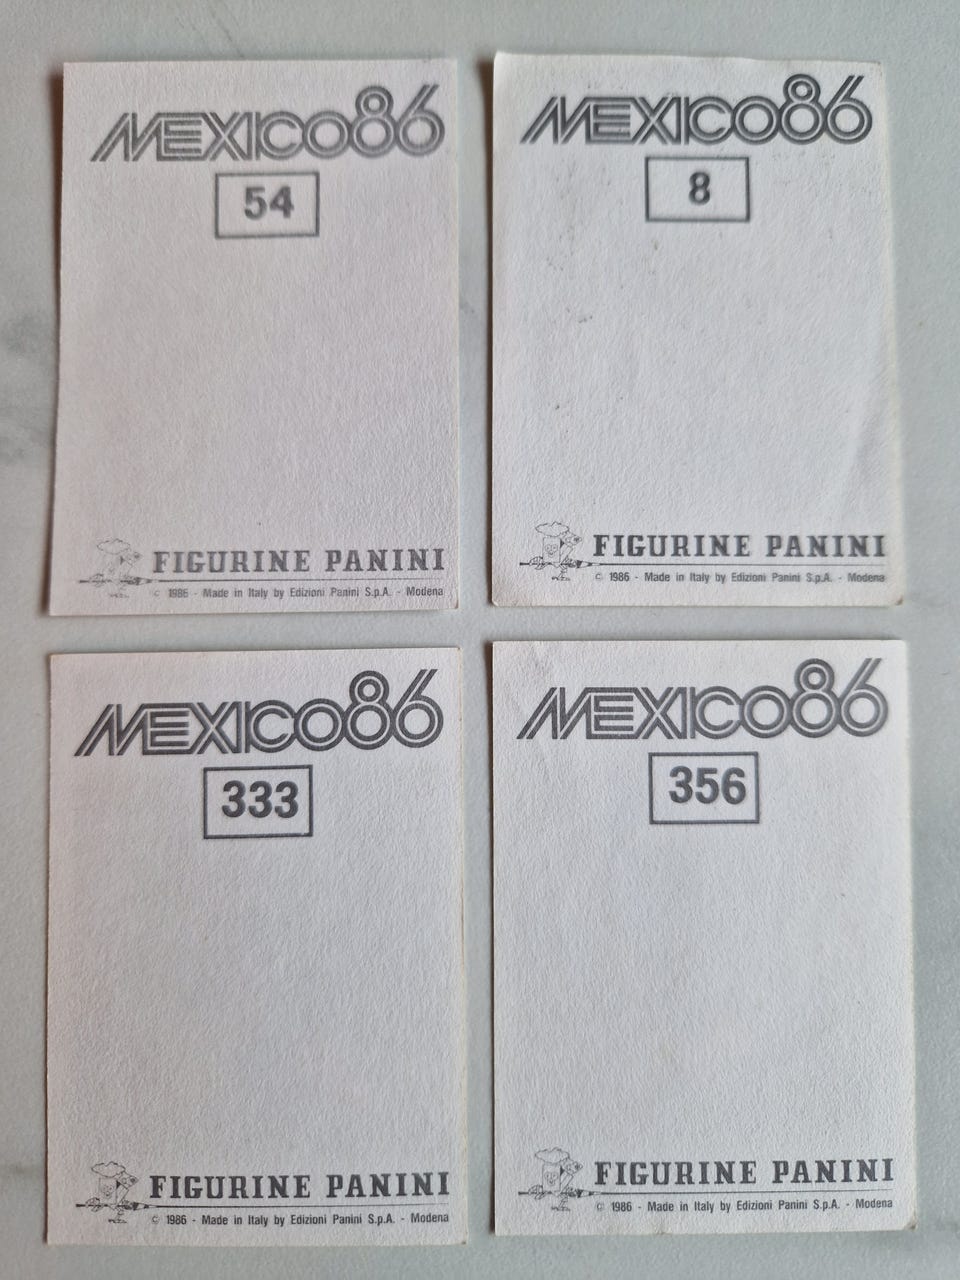 MEXICO86
54
FIGURINE PANINI
© 1986 - Made in Italy by Edizioni Panini S.p.A. - Modena
MEXICO86
8
FIGURINE PANINI
© 1986 - Made in Italy by Edizioni Panini S.p.A. - Modena
MEXICO86
333
FIGURINE PANINI
© 1986 - Made in Italy by Edizioni Panini S.p.A. - Modena
MEXICO86
356
FIGURINE PANINI
© 1986 - Made in Italy by Edizioni Panini S.p.A. - Modena